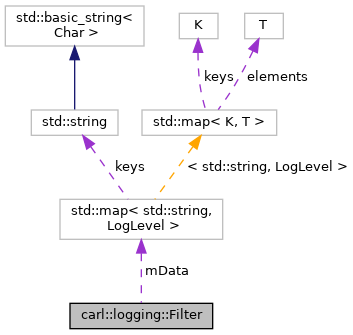 std::basic_string<
Char >
K
T
keys
elements
std::string
std::map< K, T >
keys
< std::string, LogLevel >
std::map< std::string,
LogLevel >
mData
carl::logging::Filter